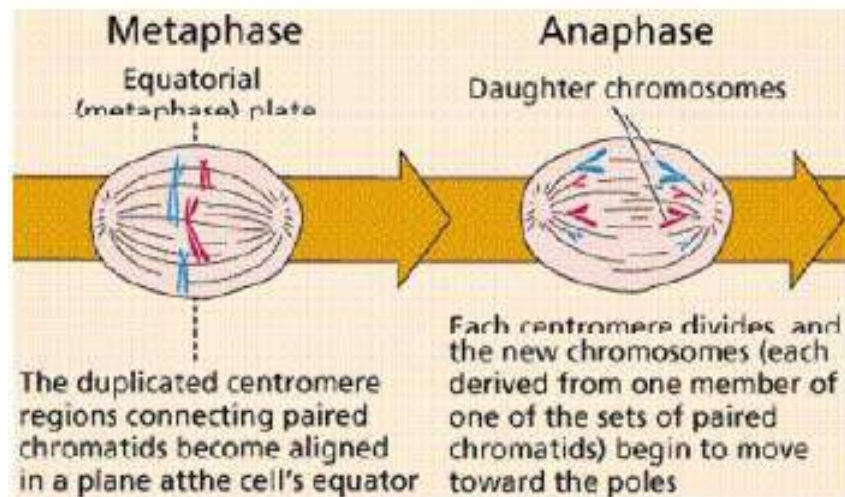 Metaphase
Equatorial
(metaphase) plate
The duplicated centromere
regions connecting paired
chromatids become aligned
in a plane atthe cell's equator
Anaphase
Daughter chromosomes
Each centromere divides, and
the new chromosomes (each
derived from one member of
one of the sets of paired
chromatids) begin to move
toward the poles